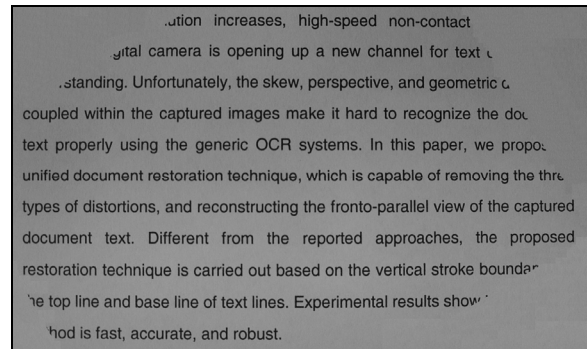 increases, high-speed non-contact
camera is opening up a new channel for text
Unfortunately, the skew, perspective, and geometric
coupled within the captured images make it hard to recognize the
text properly using the generic OCR systems. In this paper, we
unified document restoration technique, which is capable of removing the
types of distortions, and reconstructing the fronto-parallel view of the captured
document text. Different from the reported approaches, the proposed
restoration technique is carried out based on the vertical stroke
top line and base line of text lines. Experimental results show
is fast, accurate, and robust.